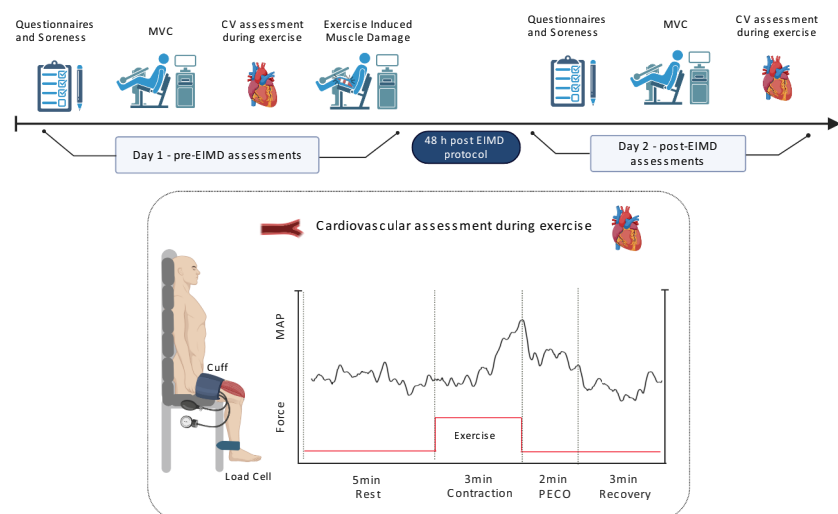 Questionnaires
and Soreness
MVC
CV assessment
during exercise
Exercise Induced
Muscle Damage
Questionnaires
and Soreness
MVC
CV assessment
during exercise
Day 1 - pre-EIMD assessments
48 h post EIMD
protocol
Day 2 - post-EIMD
assessments
Cardiovascular assessment during exercise
Cuff
Load Cell
MAP
Force
Exercise
5min
Rest
3min
Contraction
2min
PECO
3min
Recovery